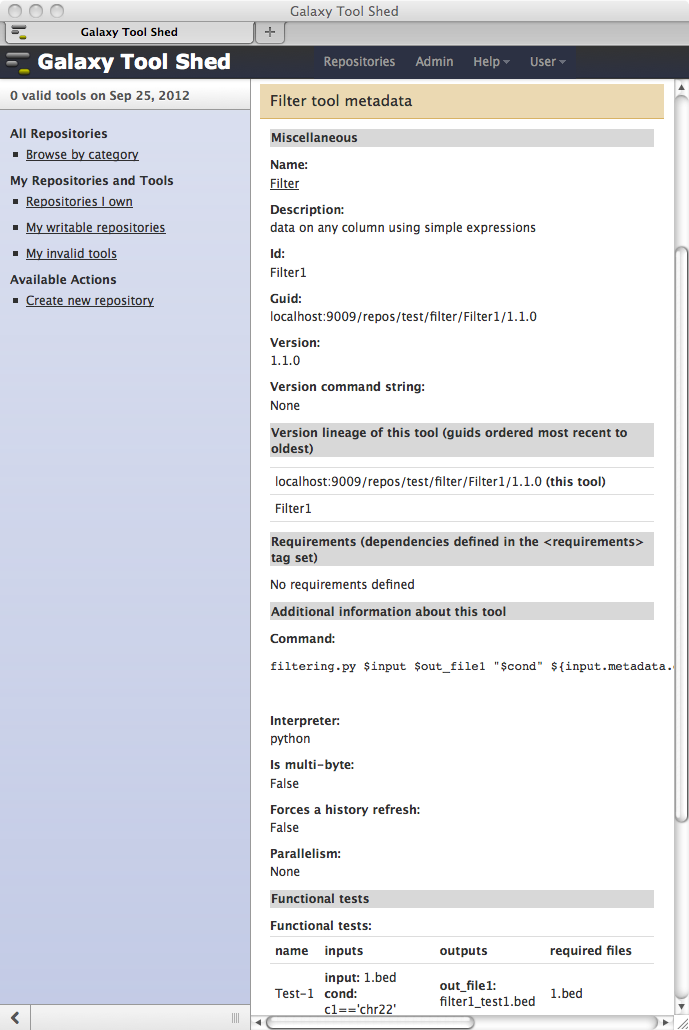 Galaxy Tool Shed
Galaxy Tool Shed
Galaxy Tool Shed
Repositories Admin Help User
0 valid tools on Sep 25, 2012
All Repositories
Browse by category
My Repositories and Tools
Repositories I own
My writable repositories
My invalid tools
Available Actions
Create new repository
Filter tool metadata
Miscellaneous
Name:
Filter
Description:
data on any column using simple expressions
Id:
Filter1
Guid:
localhost:9009/repos/test/filter/Filter1/1.1.0
Version:
1.1.0
Version command string:
None
Version lineage of this tool (guids ordered most recent to
oldest)
localhost:9009/repos/test/filter/Filter1/1.1.0 (this tool)
Filter1
Requirements (dependencies defined in the <requirements>
tag set)
No requirements defined
Additional information about this tool
Command:
filtering.py $input $out_file1 "$cond" ${input.metadata.
Interpreter:
python
Is multi-byte:
False
Forces a history refresh:
False
Parallelism:
None
Functional tests
Functional tests:
name inputs outputs required files
Test-1
input: 1.bed
cond:
c1=='chr22'
out_file1:
filter1_test1.bed
1.bed